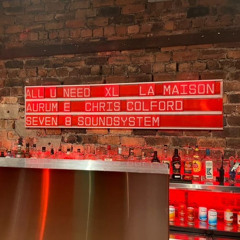 ALL U NEED XL LA MAISON
AURUM E CHRIS COLFORD
SEVEN 8 SOUNDSYSTEM